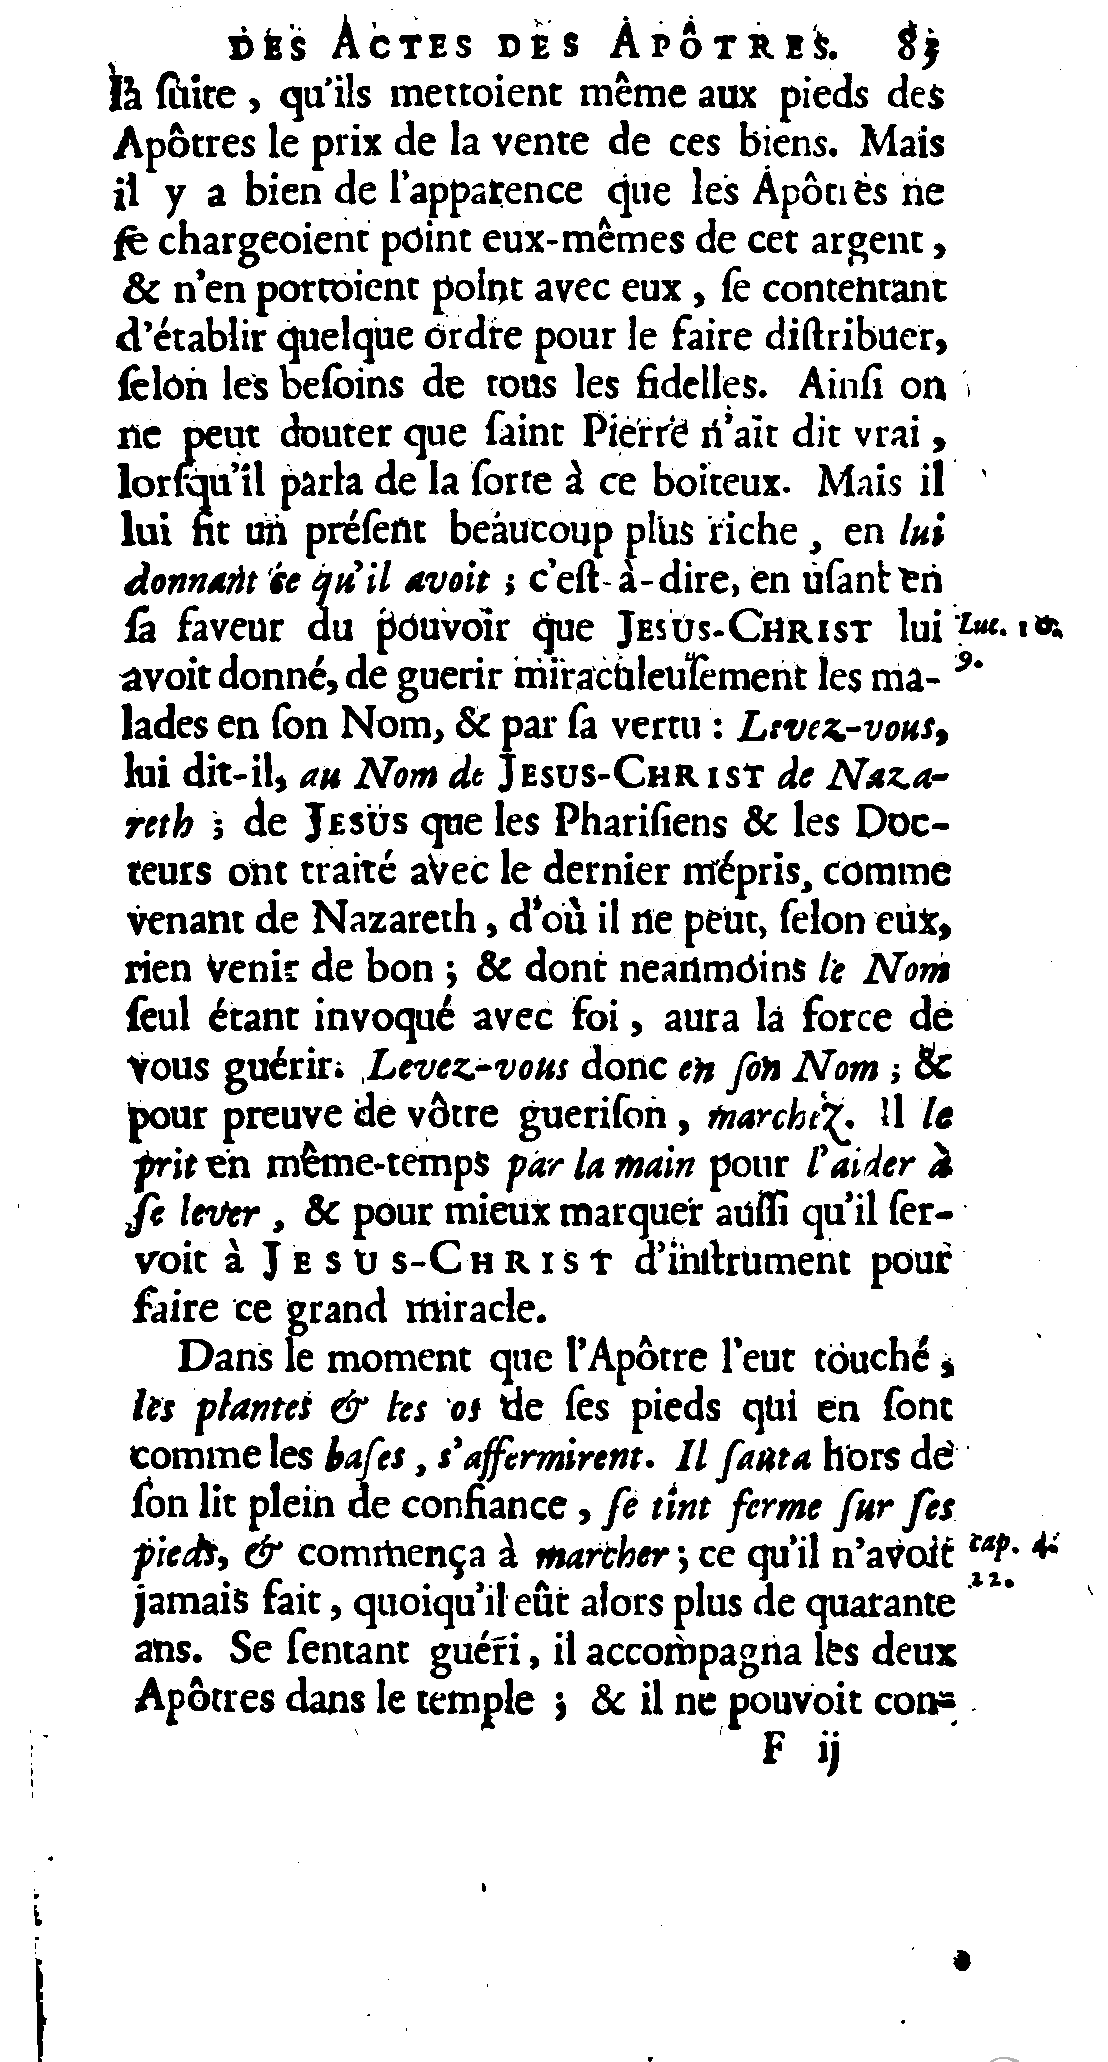 DES ACTES DES APÔTRES. 83
la ſuite, qu'ils mettoient même aux pieds des
Apôtres le prix de la vente de ces biens. Mais
il y a bien de l'apparence que les Apôtres ne
ſe chargeoient point eux-mêmes de cet argent,
& n'en portoient point avec eux, ſe contentant
d'établir quelque ordre pour le faire diſtribuer,
ſelon les beſoins de tous les fidelles. Ainſi on
ne peut douter que ſaint Pierre n'ait dit vrai,
lorſqu'il parla de la ſorte à ce boiteux. Mais il
lui fit un préſent beaucoup plus riche, en lui
donnant ce qu'il avoit; c'eſt-à-dire, en uſant en
ſa faveur du pouvoir que JESUS-CHRIST lui Luc. 10.
avoit donné, de guerir miraculeuſement les ma- 9.
lades en ſon Nom, & par ſa vertu: Levez-vous,
lui dit-il, au Nom de JESUS-CHRIST de Naza-
reth; de JESUS que les Phariſiens & les Doc-
teurs ont traité avec le dernier mépris, comme
venant de Nazareth, d'où il ne peut, ſelon eux,
rien venir de bon; & dont neanmoins le Nom
ſeul étant invoqué avec foi, aura la force de
vous guérir. Levez-vous donc en ſon Nom; &
pour preuve de vôtre gueriſon, marchez. Il le
prit en même-temps par la main pour l'aider à
ſe lever, & pour mieux marquer auſſi qu'il ſer-
voit à JESUS-CHRIST d'inſtrument pour
faire ce grand miracle.
Dans le moment que l'Apôtre l'eut touché,
les plantes & les os de ſes pieds qui en ſont
comme les baſes, s'affermirent. Il ſauta hors de
ſon lit plein de confiance, ſe tint ferme ſur ſes
pieds, & commença à marcher; ce qu'il n'avoit cap. 4.
jamais fait, quoiqu'il eût alors plus de quarante 22.
ans. Se ſentant guéri, il accompagna les deux
Apôtres dans le temple; & il ne pouvoit con-
F ij